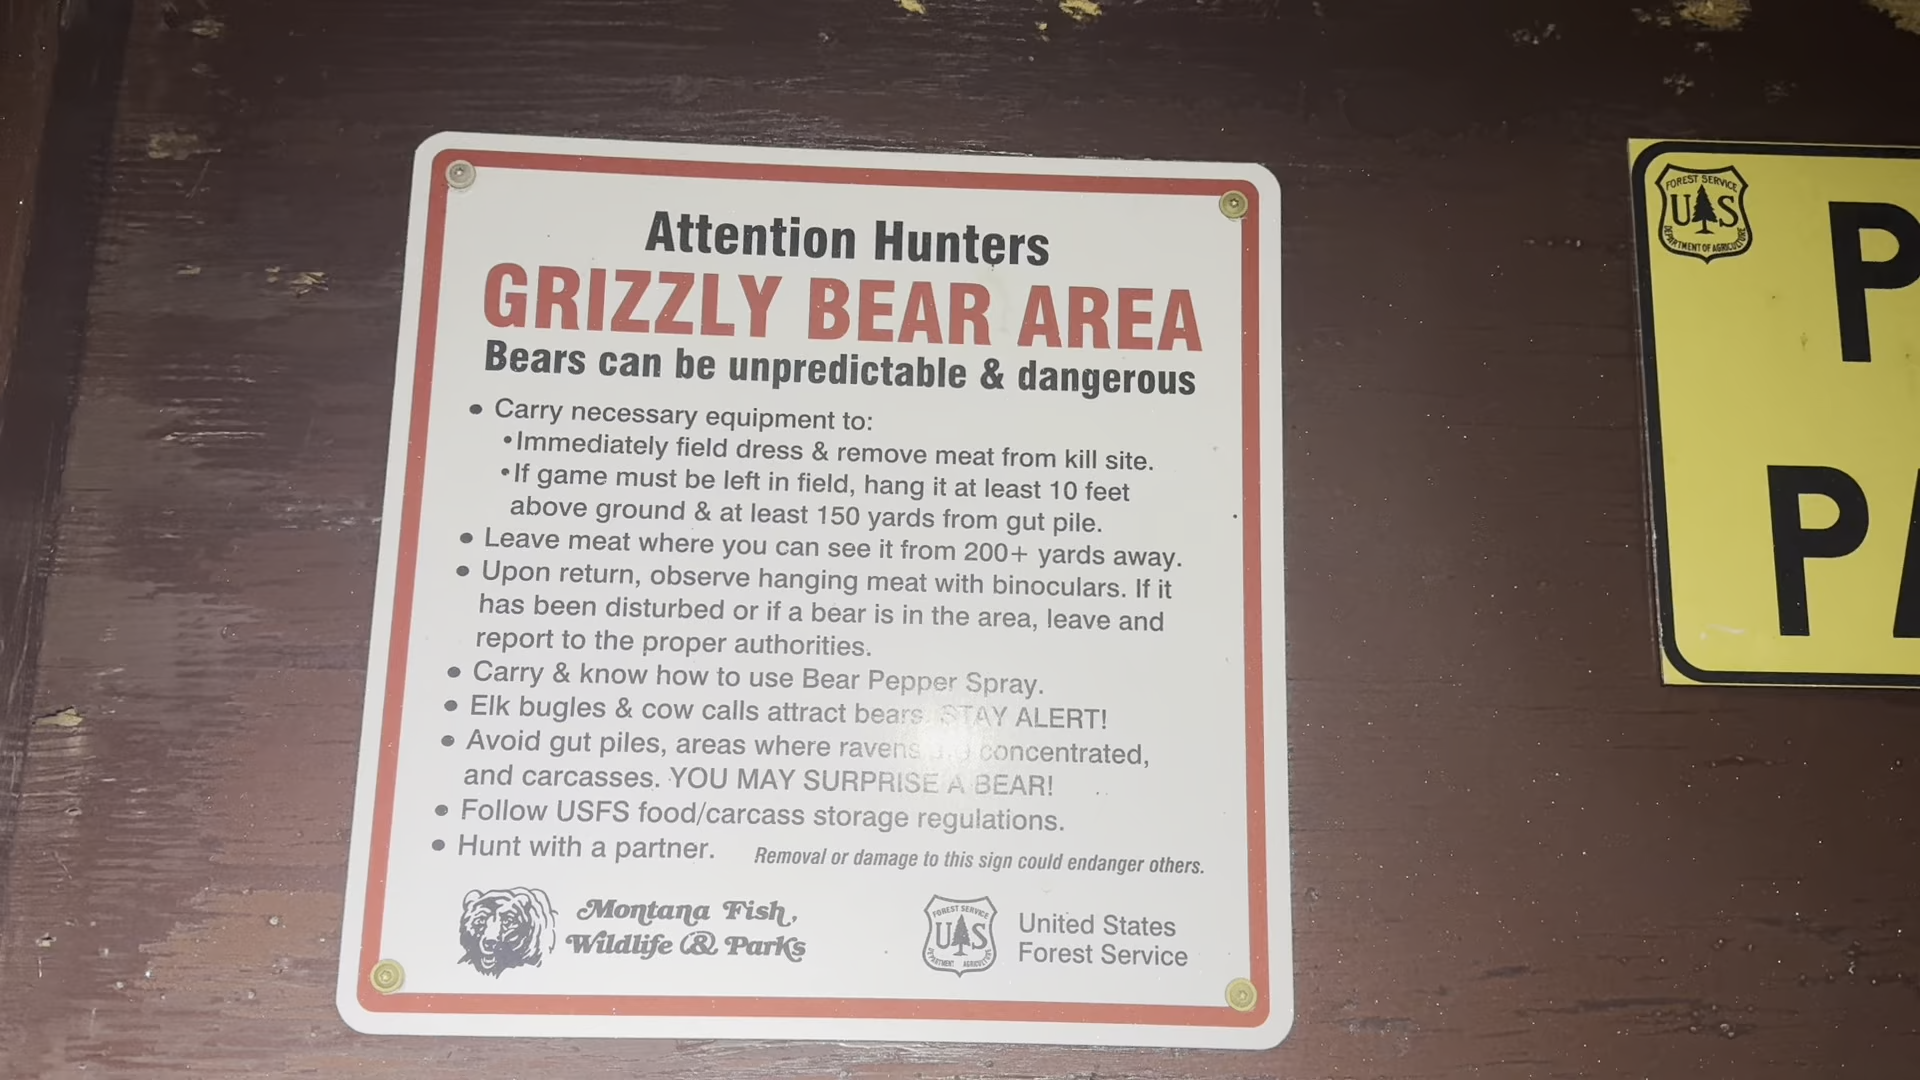 Attention Hunters
GRIZZLY BEAR AREA
Bears can be unpredictable & dangerous
• Carry necessary equipment to:
•Immediately field dress & remove meat from kill site.
•If game must be left in field, hang it at least 10 feet
above ground & at least 150 yards from gut pile.
• Leave meat where you can see it from 200+ yards away.
• Upon return, observe hanging meat with binoculars. If it
has been disturbed or if a bear is in the area, leave and
report to the proper authorities.
• Carry & know how to use Bear Pepper Spray.
• Elk bugles & cow calls attract bears. STAY ALERT!
• Avoid gut piles, areas where ravens concentrated,
and carcasses. YOU MAY SURPRISE A BEAR!
• Follow USFS food/carcass storage regulations.
• Hunt with a partner.
Removal or damage to this sign could endanger others.
Montana Fish,
Wildlife & Parks
FOREST SERVICE
U S
DEPARTMENT AGRICULTURE
United States
Forest Service
FOREST SERVICE
U S
DEPARTMENT OF AGRICULTURE
P
P